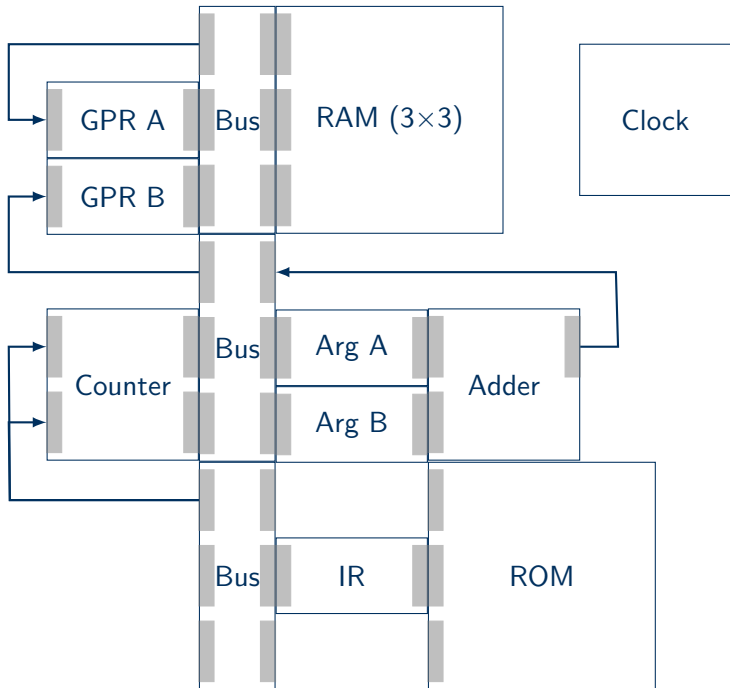 GPR A
Bus
RAM (3×3)
Clock
GPR B
Counter
Bus
Arg A
Arg B
Adder
Bus
IR
ROM